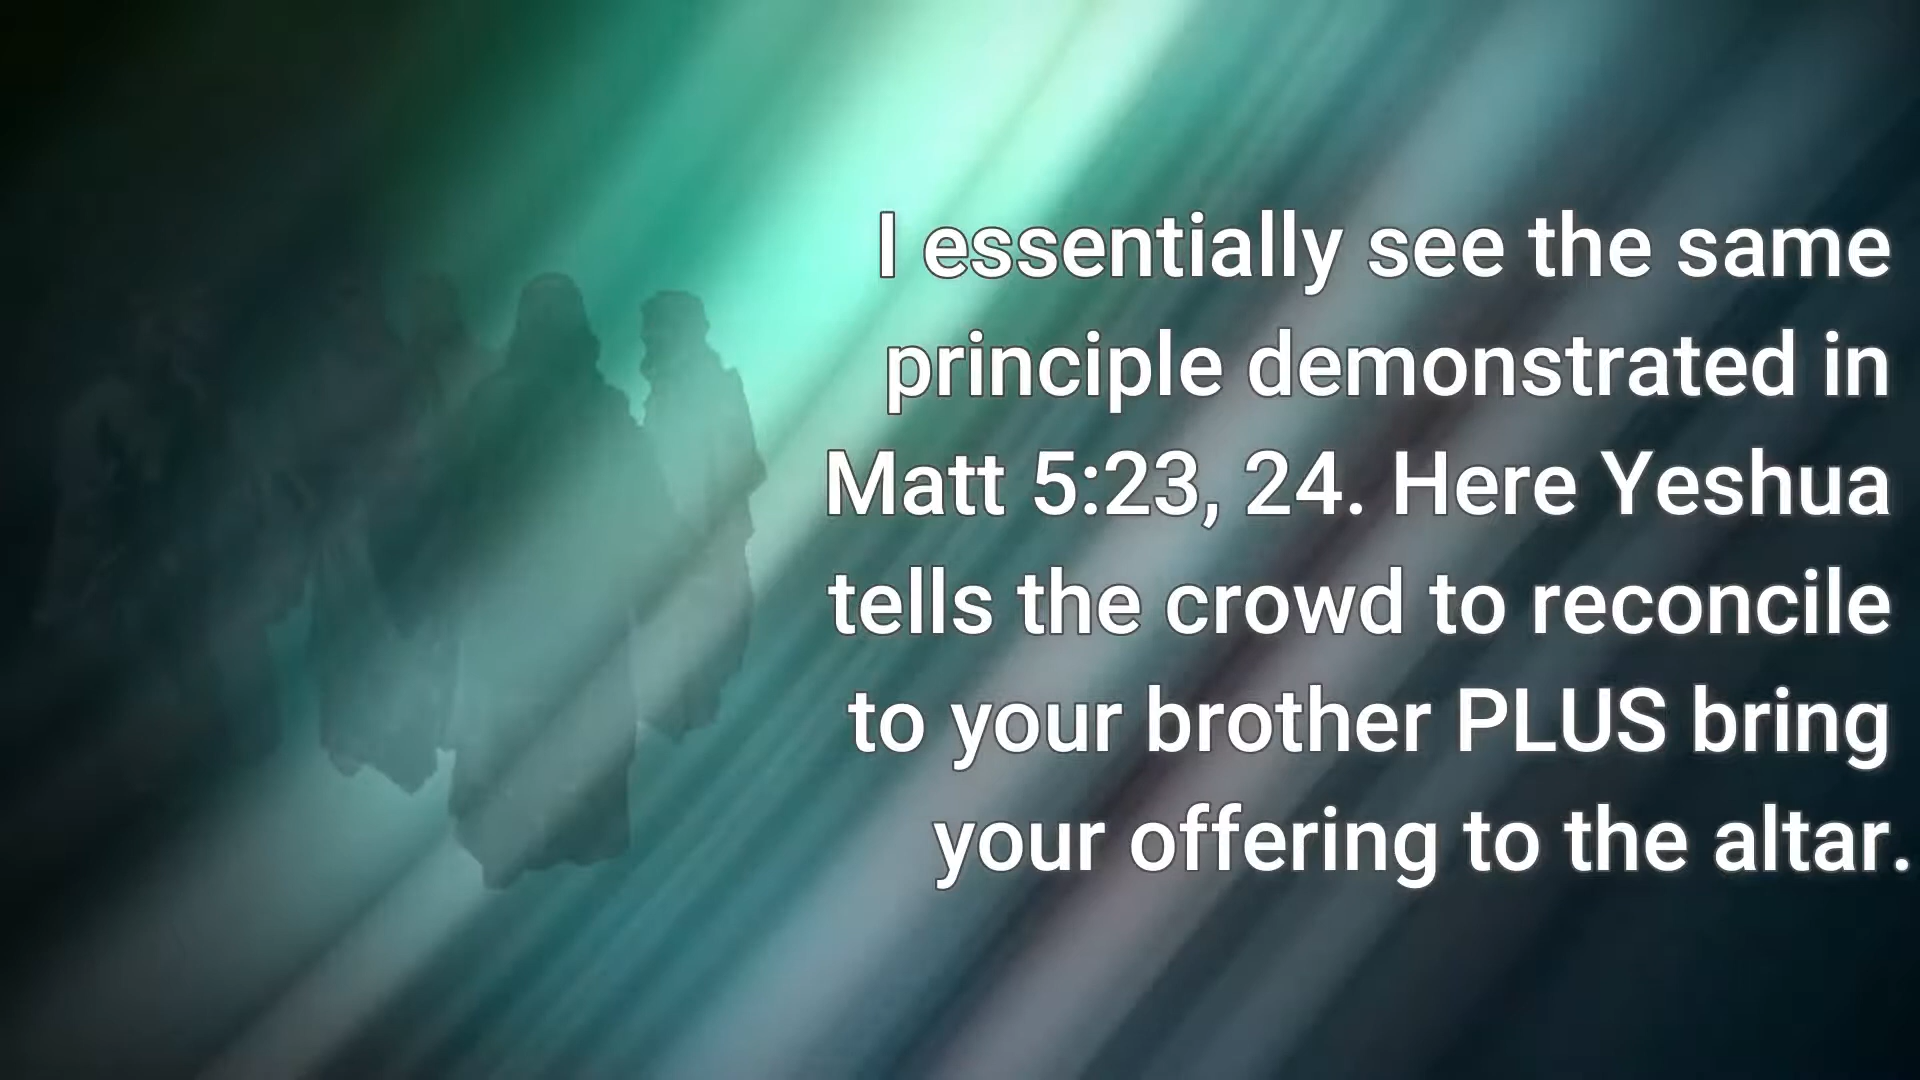 I essentially see the same
principle demonstrated in
Matt 5:23, 24. Here Yeshua
tells the crowd to reconcile
to your brother PLUS bring
your offering to the altar.